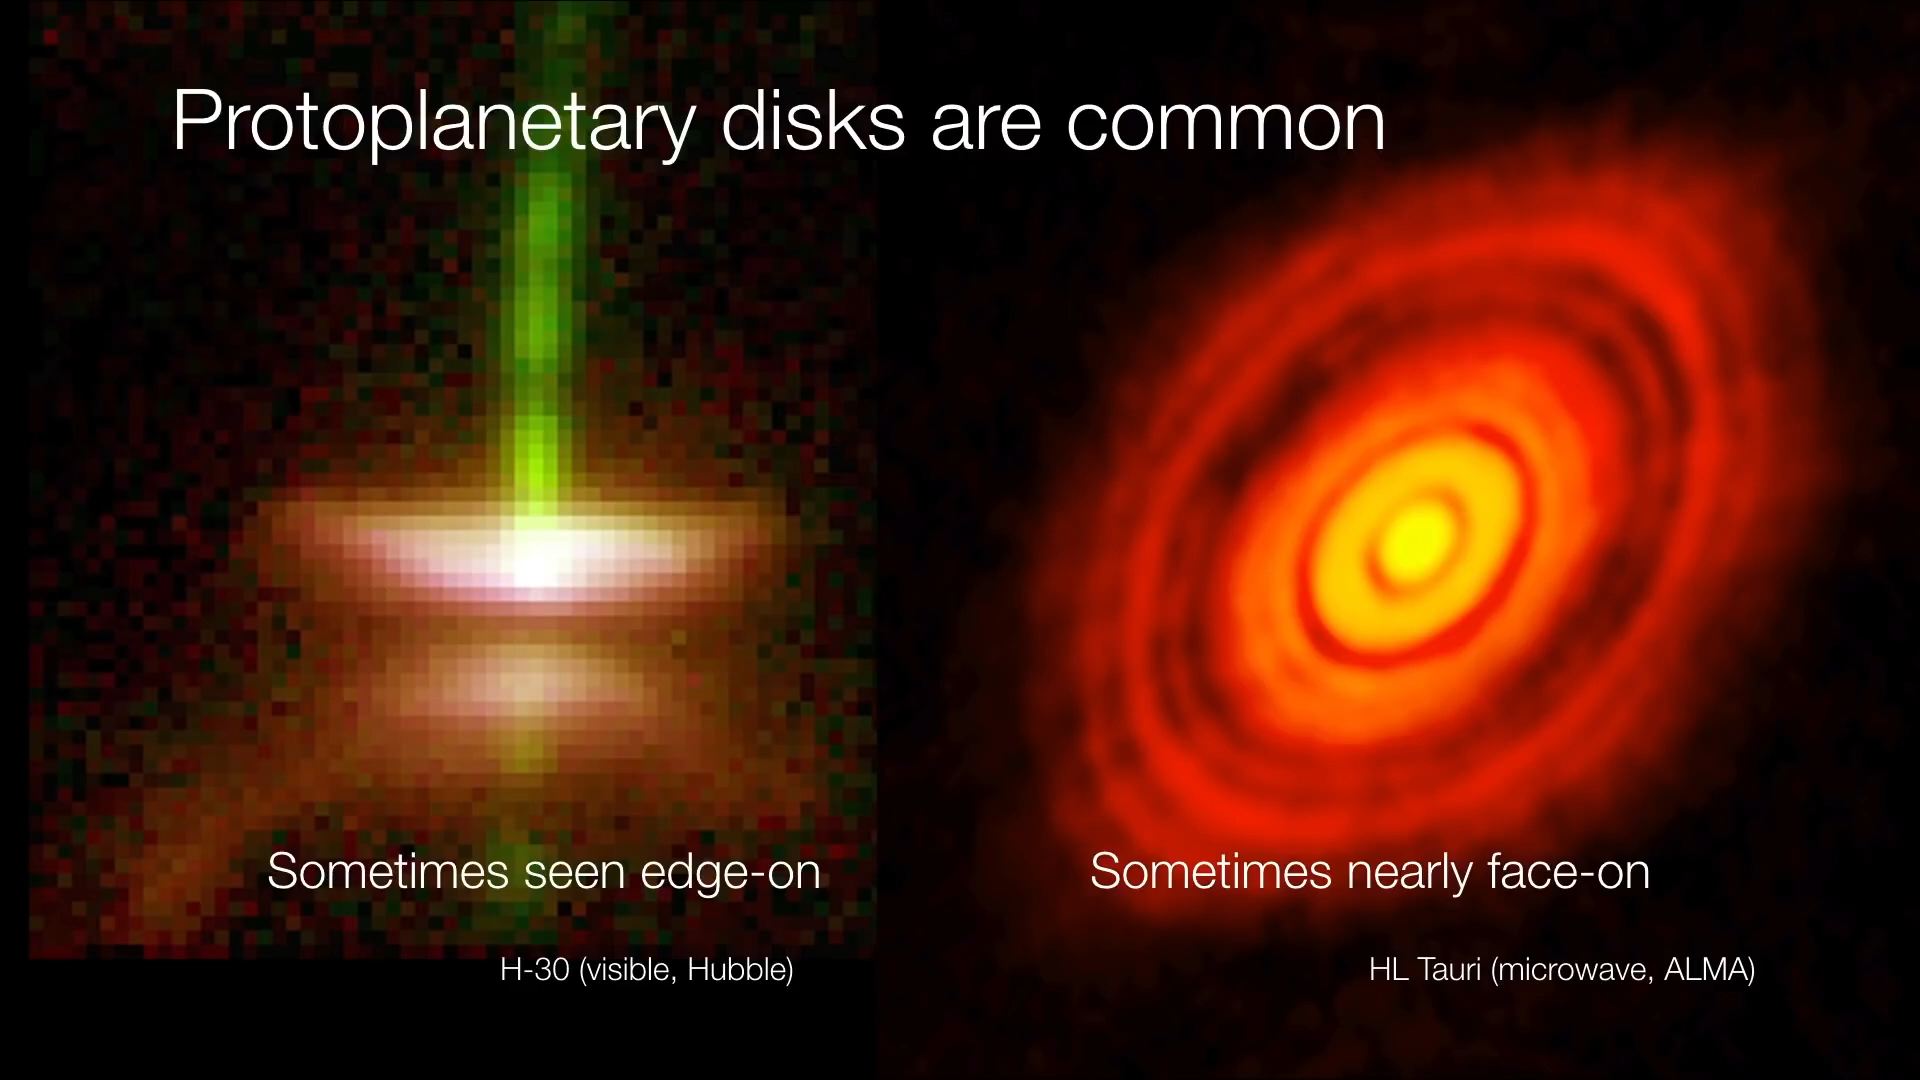 Protoplanetary disks are common
Sometimes seen edge-on
Sometimes nearly face-on
H-30 (visible, Hubble)
HL Tauri (microwave, ALMA)